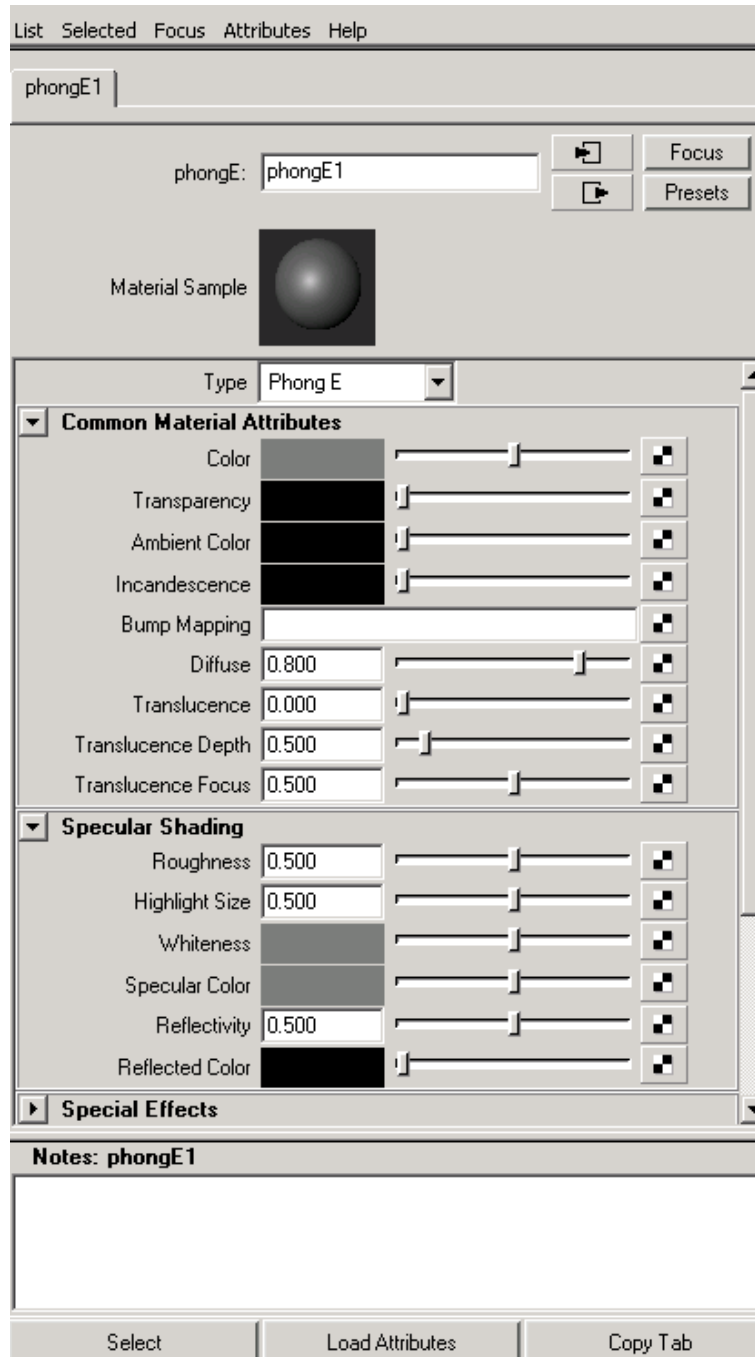 List Selected Focus Attributes Help
phongE1
phongE: phongE1
Focus
Presets
Material Sample
Type Phong E
Common Material Attributes
Color
Transparency
Ambient Color
Incandescence
Bump Mapping
Diffuse 0.800
Translucence 0.000
Translucence Depth 0.500
Translucence Focus 0.500
Specular Shading
Roughness 0.500
Highlight Size 0.500
Whiteness
Specular Color
Reflectivity 0.500
Reflected Color
Special Effects
Notes: phongE1
Select Load Attributes Copy Tab